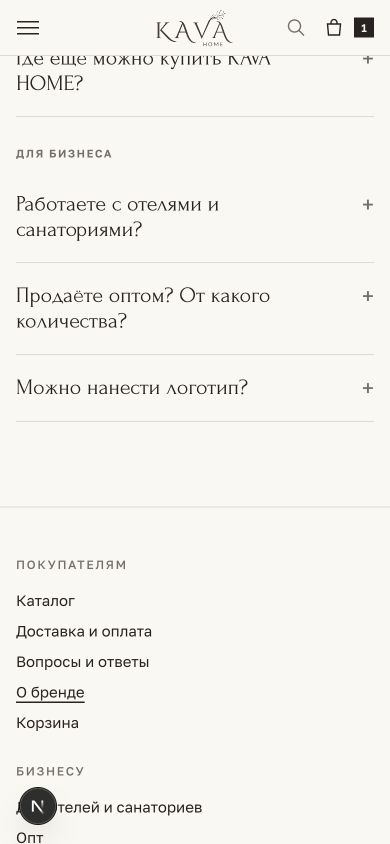 KAVA
HOME
1
Где ещё можно купить KAVA
HOME?
ДЛЯ БИЗНЕСА
Работаете с отелями и
санаториями?
Продаёте оптом? От какого
количества?
Можно нанести логотип?
ПОКУПАТЕЛЯМ
Каталог
Доставка и оплата
Вопросы и ответы
О бренде
Корзина
БИЗНЕСУ
N
и санаториев
Опт